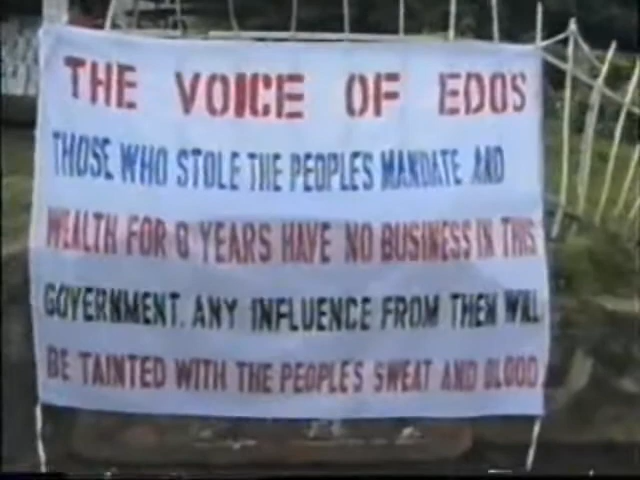 THE VOICE OF EDOS
THOSE WHO STOLE THE PEOPLES MANDATE AND
WEALTH FOR 8 YEARS HAVE NO BUSINESS IN THIS
GOVERNMENT. ANY INFLUENCE FROM THEM WILL
BE TAINTED WITH THE PEOPLE'S SWEAT AND BLOOD